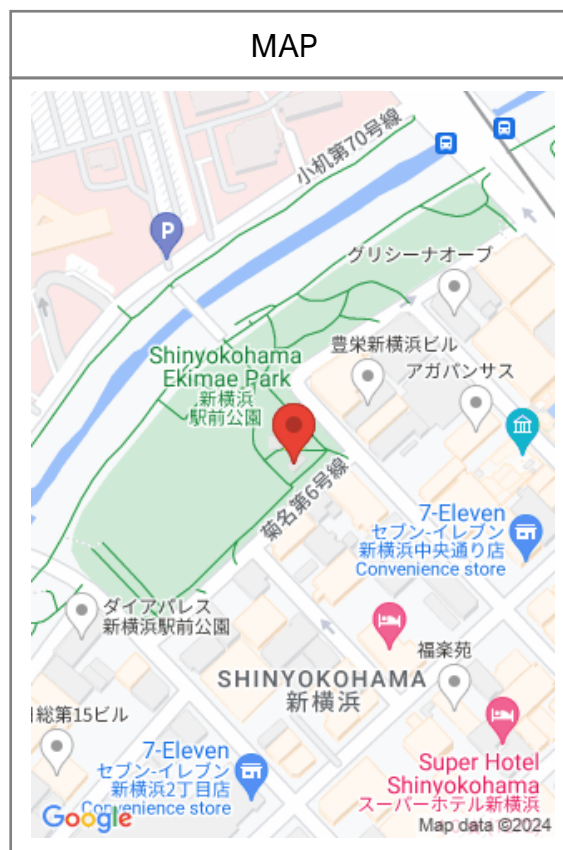 MAP
小机第70号線
P
グリシーナオーブ
豊栄新横浜ビル
アガパンサス
Shinyokohama
Ekimae Park
新横浜
駅前公園
菊名第6号線
7-Eleven
セブン-イレブン
新横浜中央通り店
Convenience store
ダイアパレス
新横浜駅前公園
福楽苑
SHINYOKOHAMA
新横浜
総第15ビル
7-Eleven
セブン-イレブン
新横浜2丁目店
Convenience store
Super Hotel
Shinyokohama
スーパーホテル新横浜
Google
Map data ©2024